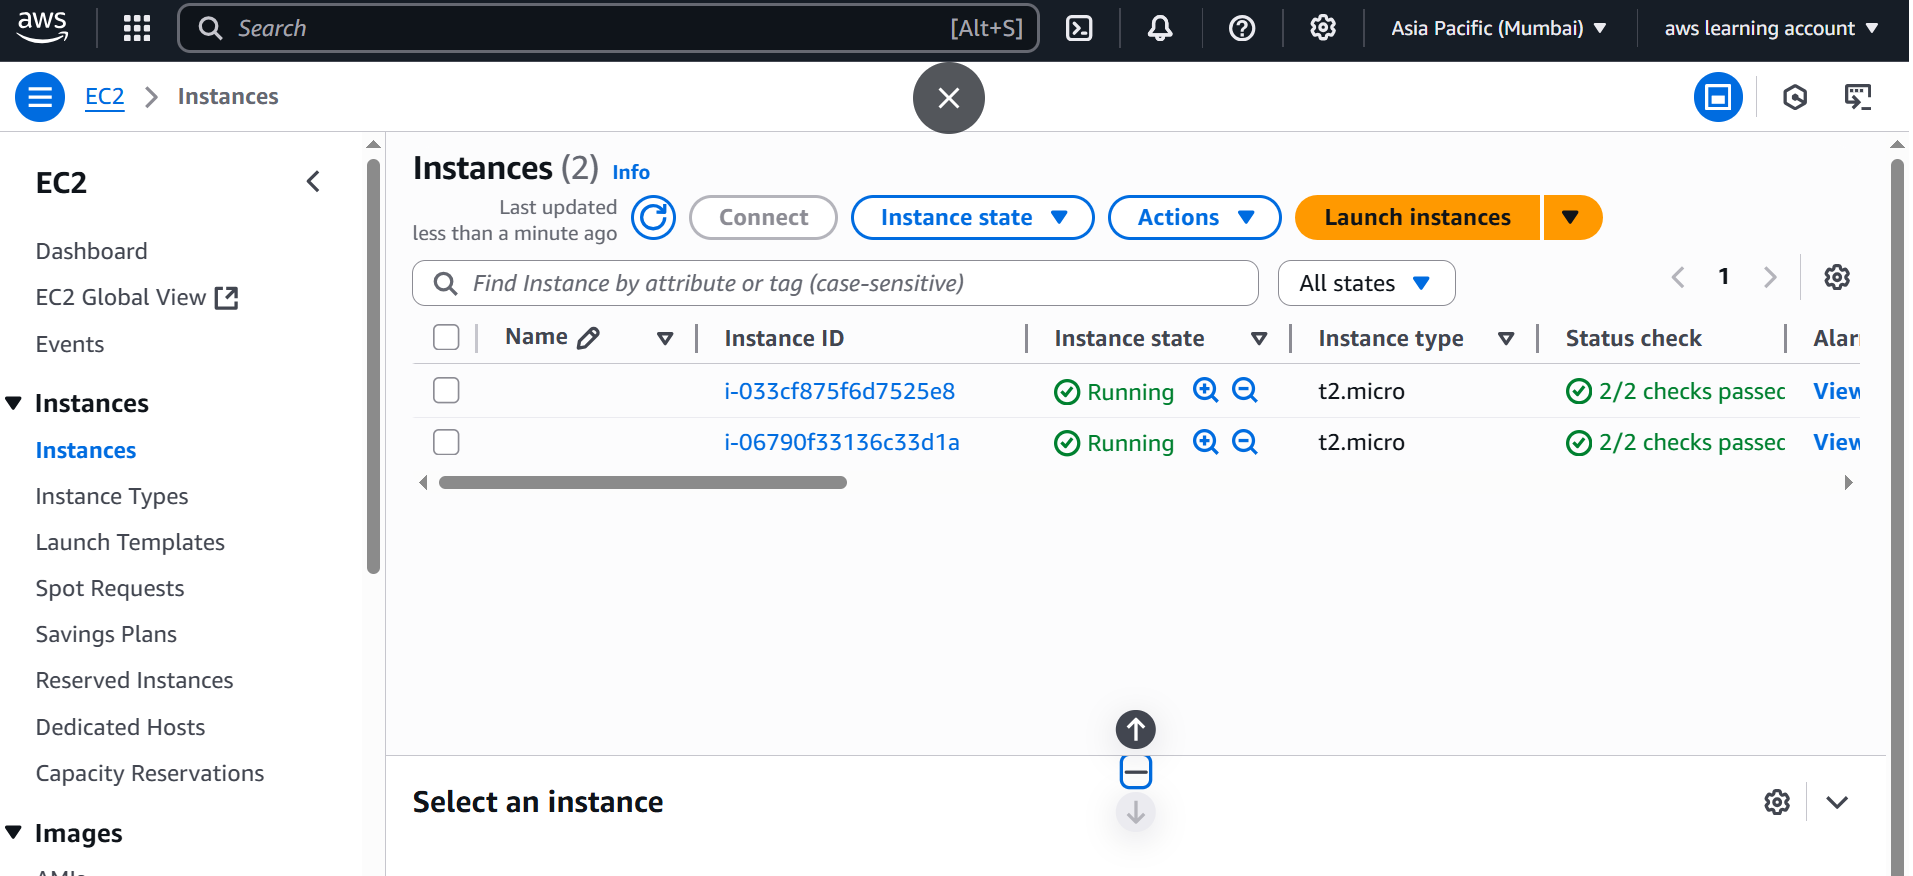 aws
Search [Alt+S]
Asia Pacific (Mumbai)
aws learning account
EC2 Instances
EC2
Dashboard
EC2 Global View
Events
Instances
Instances
Instance Types
Launch Templates
Spot Requests
Savings Plans
Reserved Instances
Dedicated Hosts
Capacity Reservations
Images
Instances (2) Info
Last updated
less than a minute ago
Connect
Instance state
Actions
Launch instances
Find Instance by attribute or tag (case-sensitive)
All states
1
Name Instance ID Instance state Instance type Status check Alar
i-033cf875f6d7525e8 Running t2.micro 2/2 checks passed View
i-06790f33136c33d1a Running t2.micro 2/2 checks passed View
Select an instance